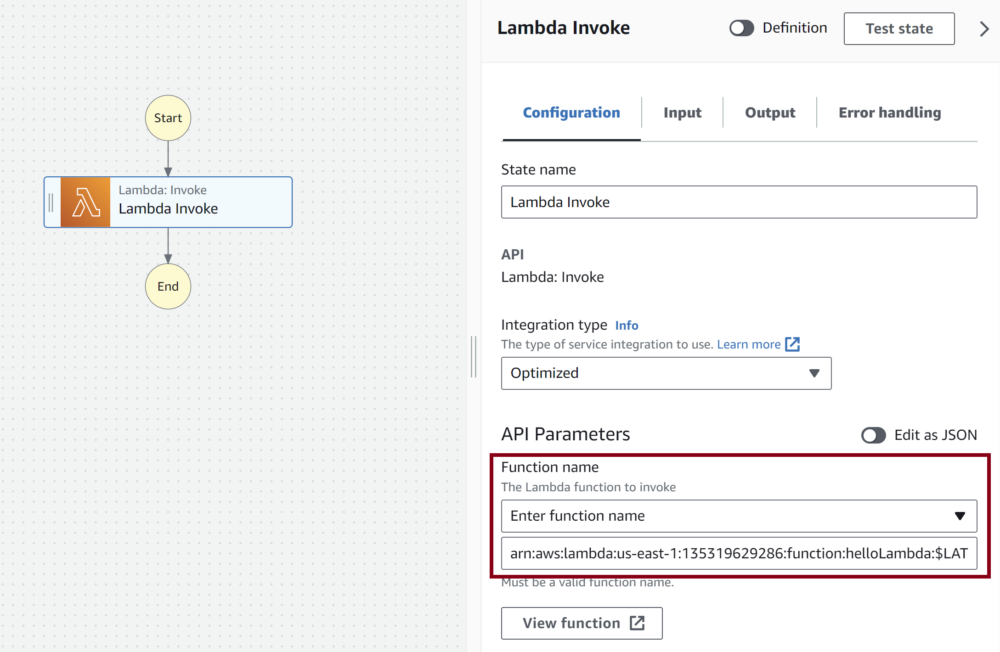 Start
Lambda: Invoke
Lambda Invoke
End
Lambda Invoke
Definition
Test state
Configuration
Input
Output
Error handling
State name
Lambda Invoke
API
Lambda: Invoke
Integration type Info
The type of service integration to use. Learn more
Optimized
API Parameters
Edit as JSON
Function name
The Lambda function to invoke
Enter function name
arn:aws:lambda:us-east-1:135319629286:function:helloLambda:$LAT
Must be a valid function name.
View function